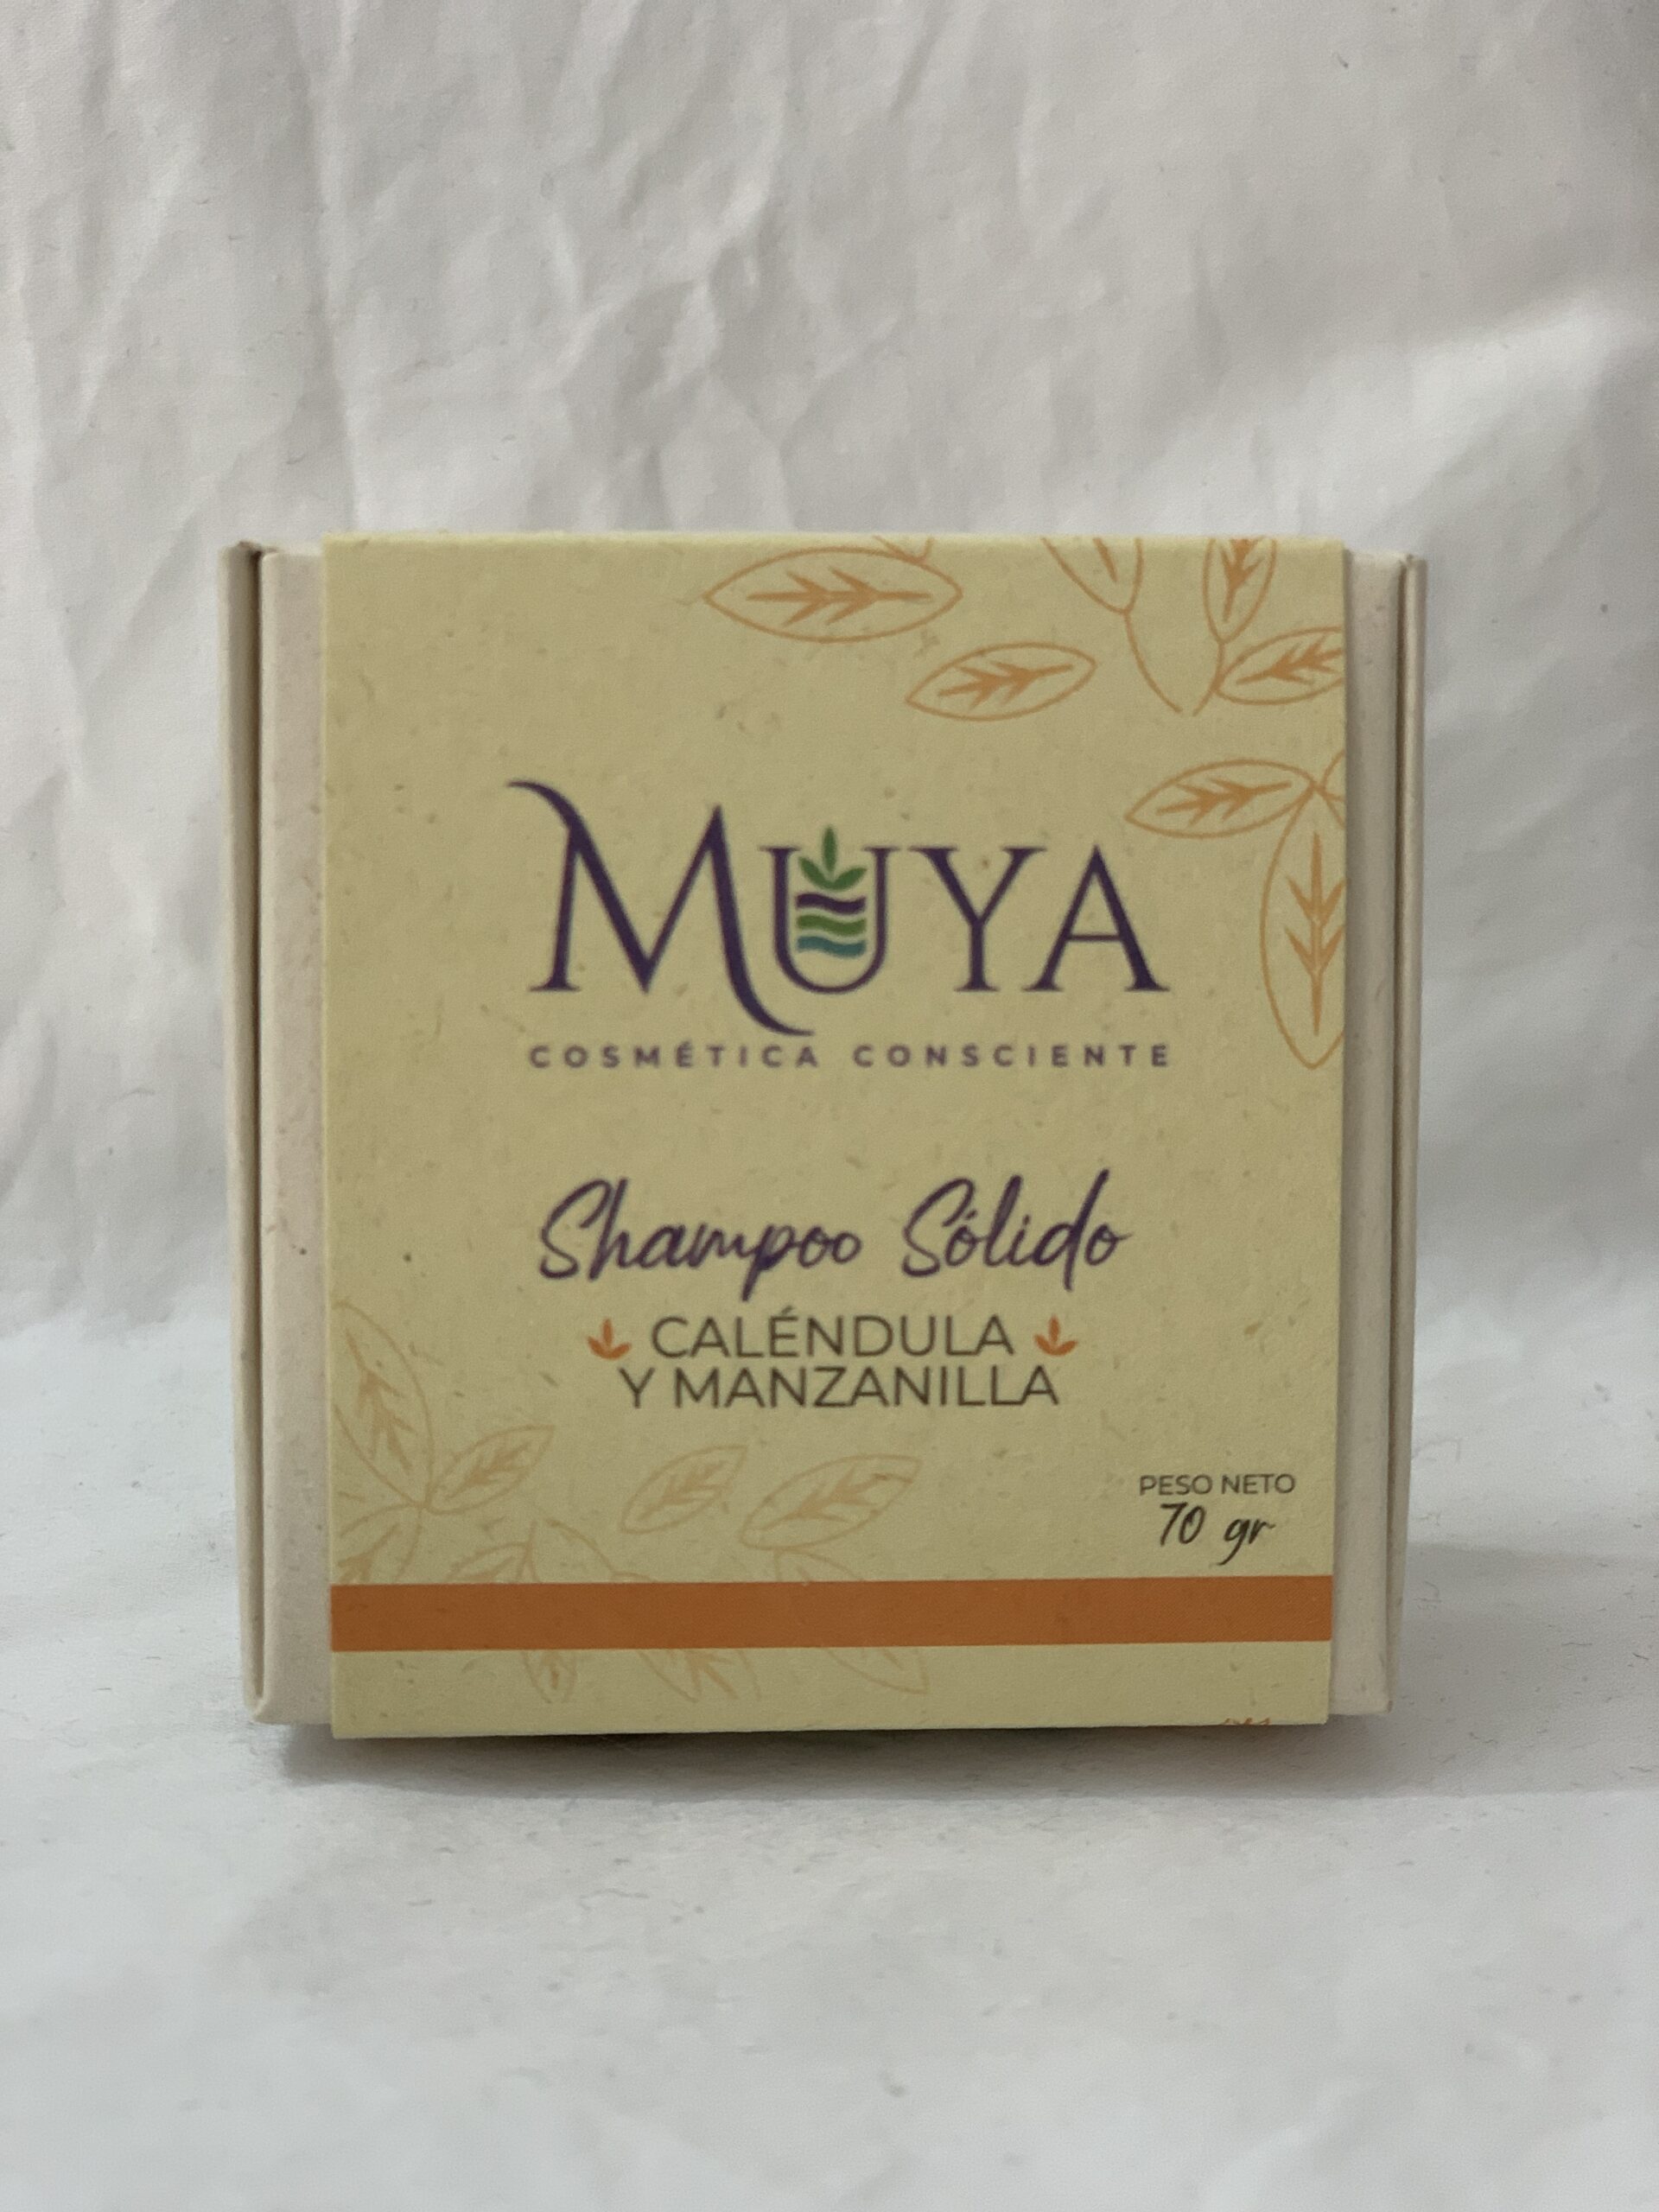 MUYA
COSMÉTICA CONSCIENTE
Shampoo Sólido
CALÉNDULA
Y MANZANILLA
PESO NETO
70 gr